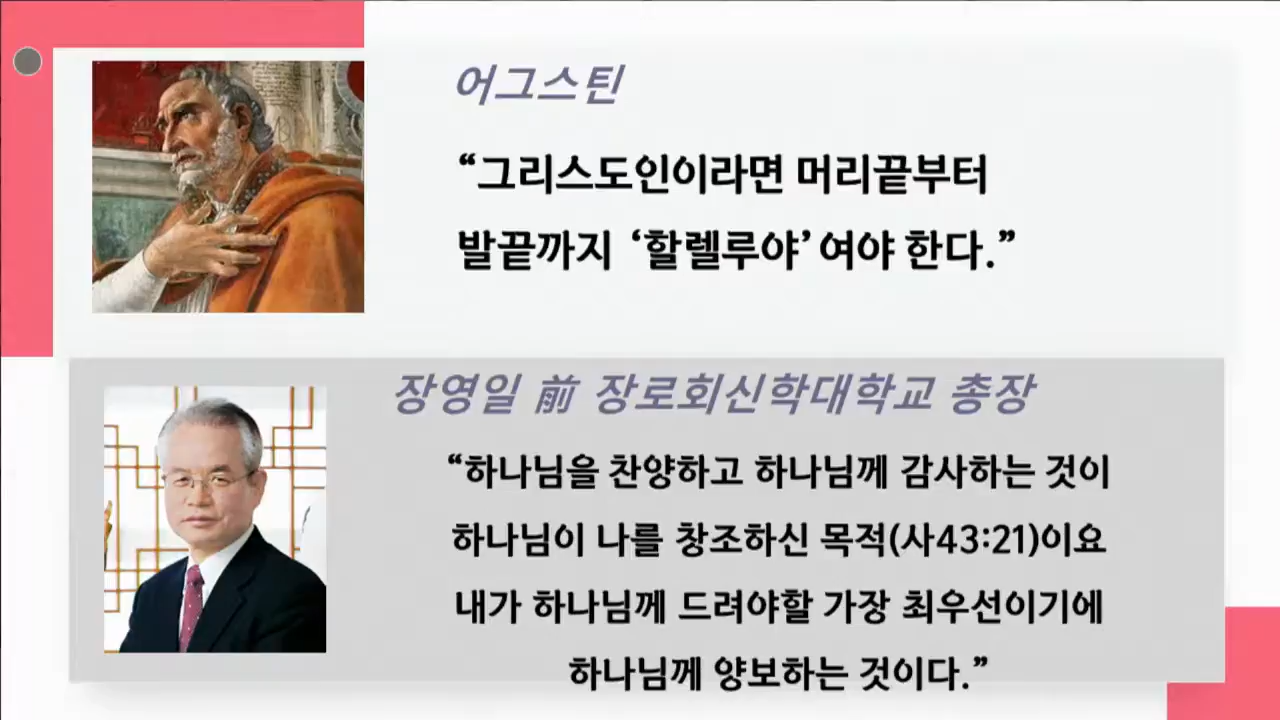 어그스틴
“그리스도인이라면 머리끝부터
발끝까지 ‘할렐루야’여야 한다.”
장영일 前 장로회신학대학교 총장
“하나님을 찬양하고 하나님께 감사하는 것이
하나님이 나를 창조하신 목적(사43:21)이요
내가 하나님께 드려야할 가장 최우선이기에
하나님께 양보하는 것이다.”